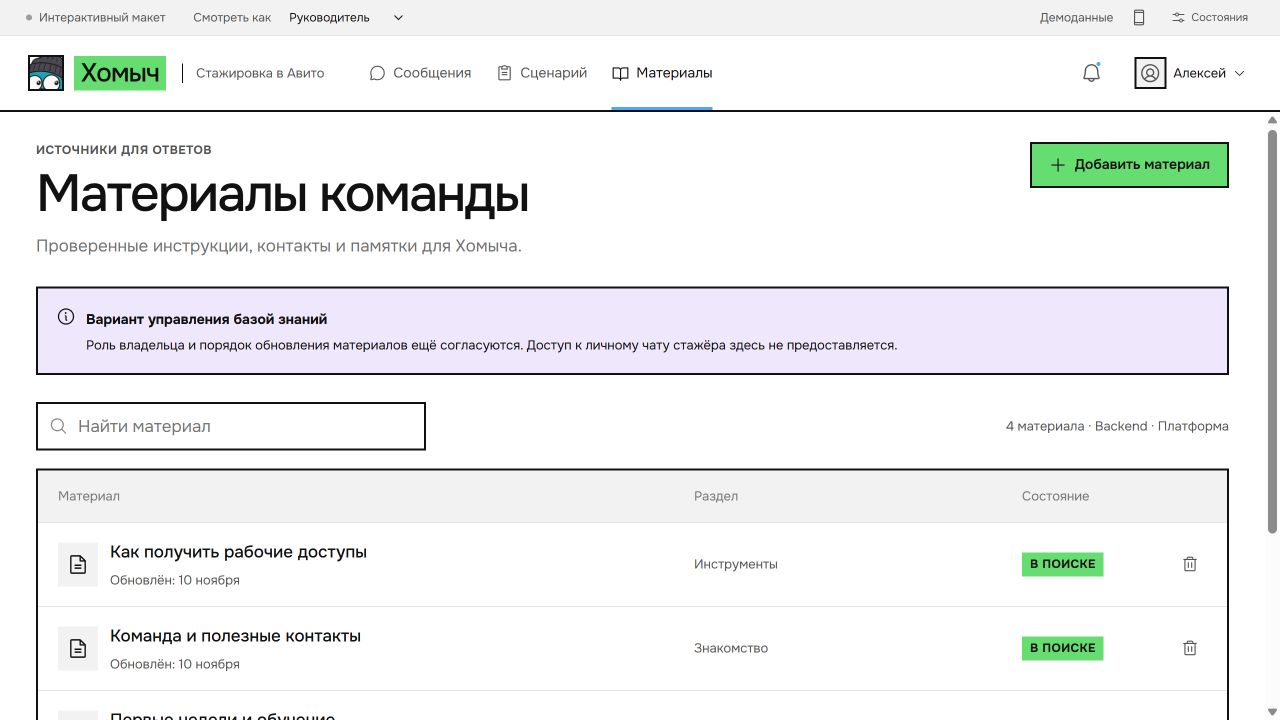 Интерактивный макет Смотреть как Руководитель Демоданные Состояния
Хомыч Стажировка в Авито Сообщения Сценарий Материалы Алексей
ИСТОЧНИКИ ДЛЯ ОТВЕТОВ
Добавить материал
Материалы команды
Проверенные инструкции, контакты и памятки для Хомыча.
Вариант управления базой знаний
Роль владельца и порядок обновления материалов ещё согласуются. Доступ к личному чату стажёра здесь не предоставляется.
Найти материал
4 материала · Backend · Платформа
Материал Раздел Состояние
Как получить рабочие доступы
Обновлён: 10 ноября
Инструменты
В ПОИСКЕ
Команда и полезные контакты
Обновлён: 10 ноября
Знакомство
В ПОИСКЕ
Первые недели и обучение